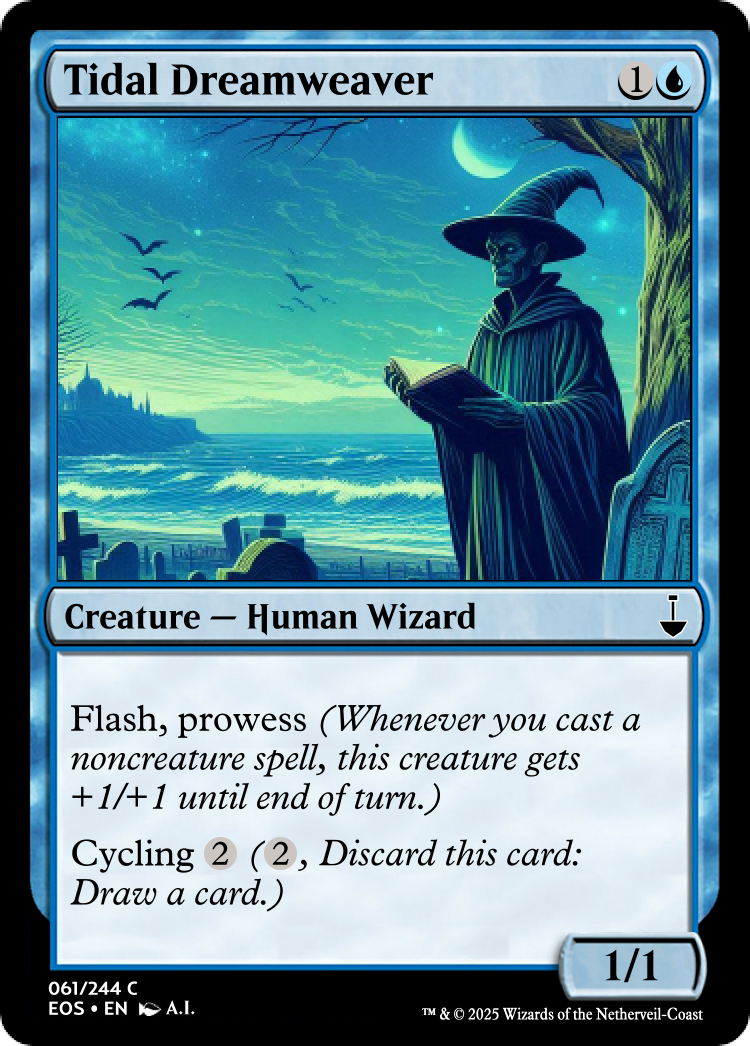 Tidal Dreamweaver 1
Creature — Human Wizard
Flash, prowess (Whenever you cast a
noncreature spell, this creature gets
+1/+1 until end of turn.)
Cycling 2 (2, Discard this card:
Draw a card.)
1/1
061/244 C
EOS • EN A.I.
™ & © 2025 Wizards of the Netherveil-Coast